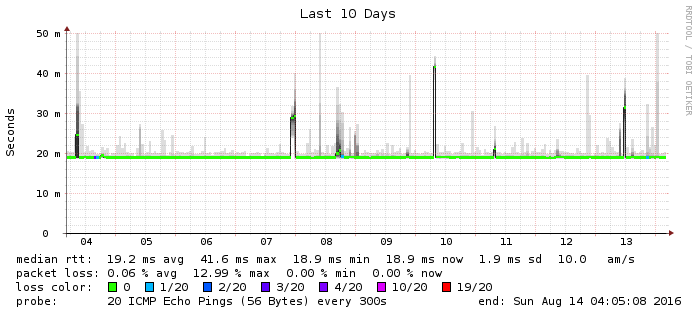 Last 10 Days
RRDTOOL / TOBI OETIKER
Seconds
50 m
40 m
30 m
20 m
10 m
0
04 05 06 07 08 09 10 11 12 13
median rtt: 19.2 ms avg 41.6 ms max 18.9 ms min 18.9 ms now 1.9 ms sd 10.0 am/s
packet loss: 0.06 % avg 12.99 % max 0.00 % min 0.00 % now
loss color: 0 1/20 2/20 3/20 4/20 10/20 19/20
probe: 20 ICMP Echo Pings (56 Bytes) every 300s end: Sun Aug 14 04:05:08 2016